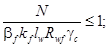 N
β_f k_f l_w R_wf γ_c ≤ 1;